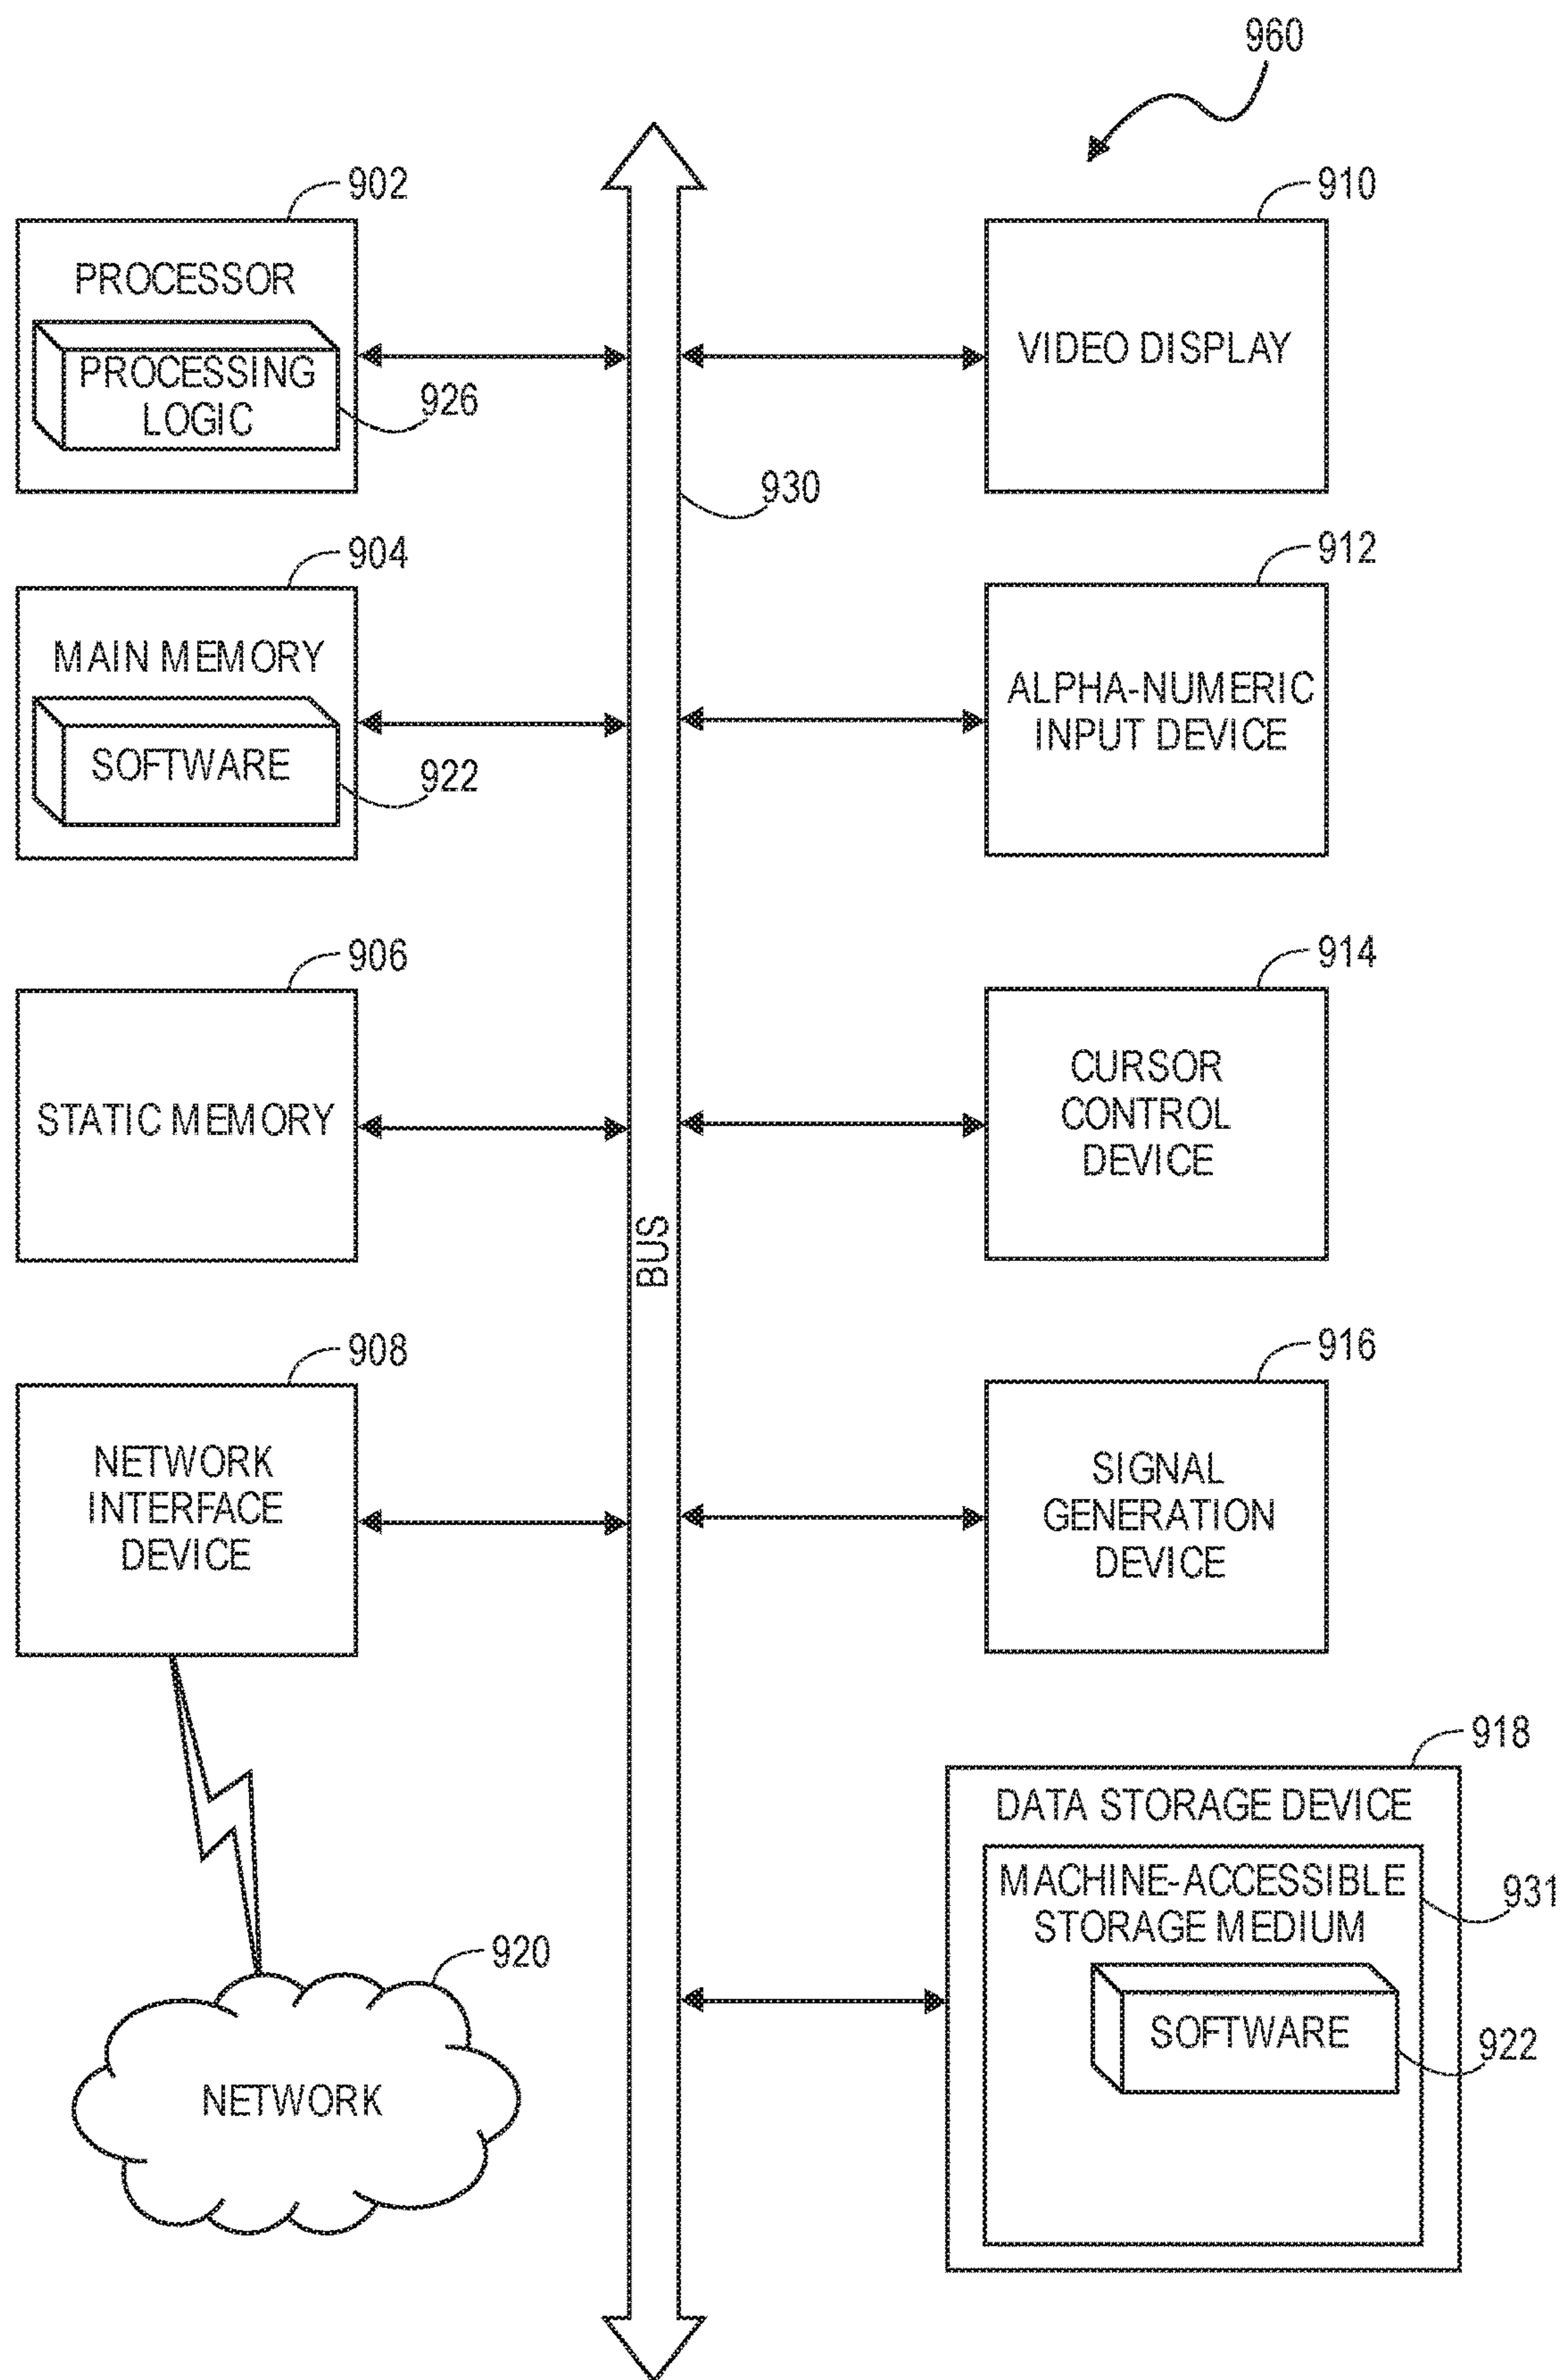 960
902
PROCESSOR
PROCESSING
LOGIC
926
910
VIDEO DISPLAY
930
904
MAIN MEMORY
SOFTWARE
922
912
ALPHA-NUMERIC
INPUT DEVICE
906
STATIC MEMORY
914
CURSOR
CONTROL
DEVICE
BUS
908
NETWORK
INTERFACE
DEVICE
916
SIGNAL
GENERATION
DEVICE
918
DATA STORAGE DEVICE
MACHINE-ACCESSIBLE
STORAGE MEDIUM
931
SOFTWARE
922
920
NETWORK